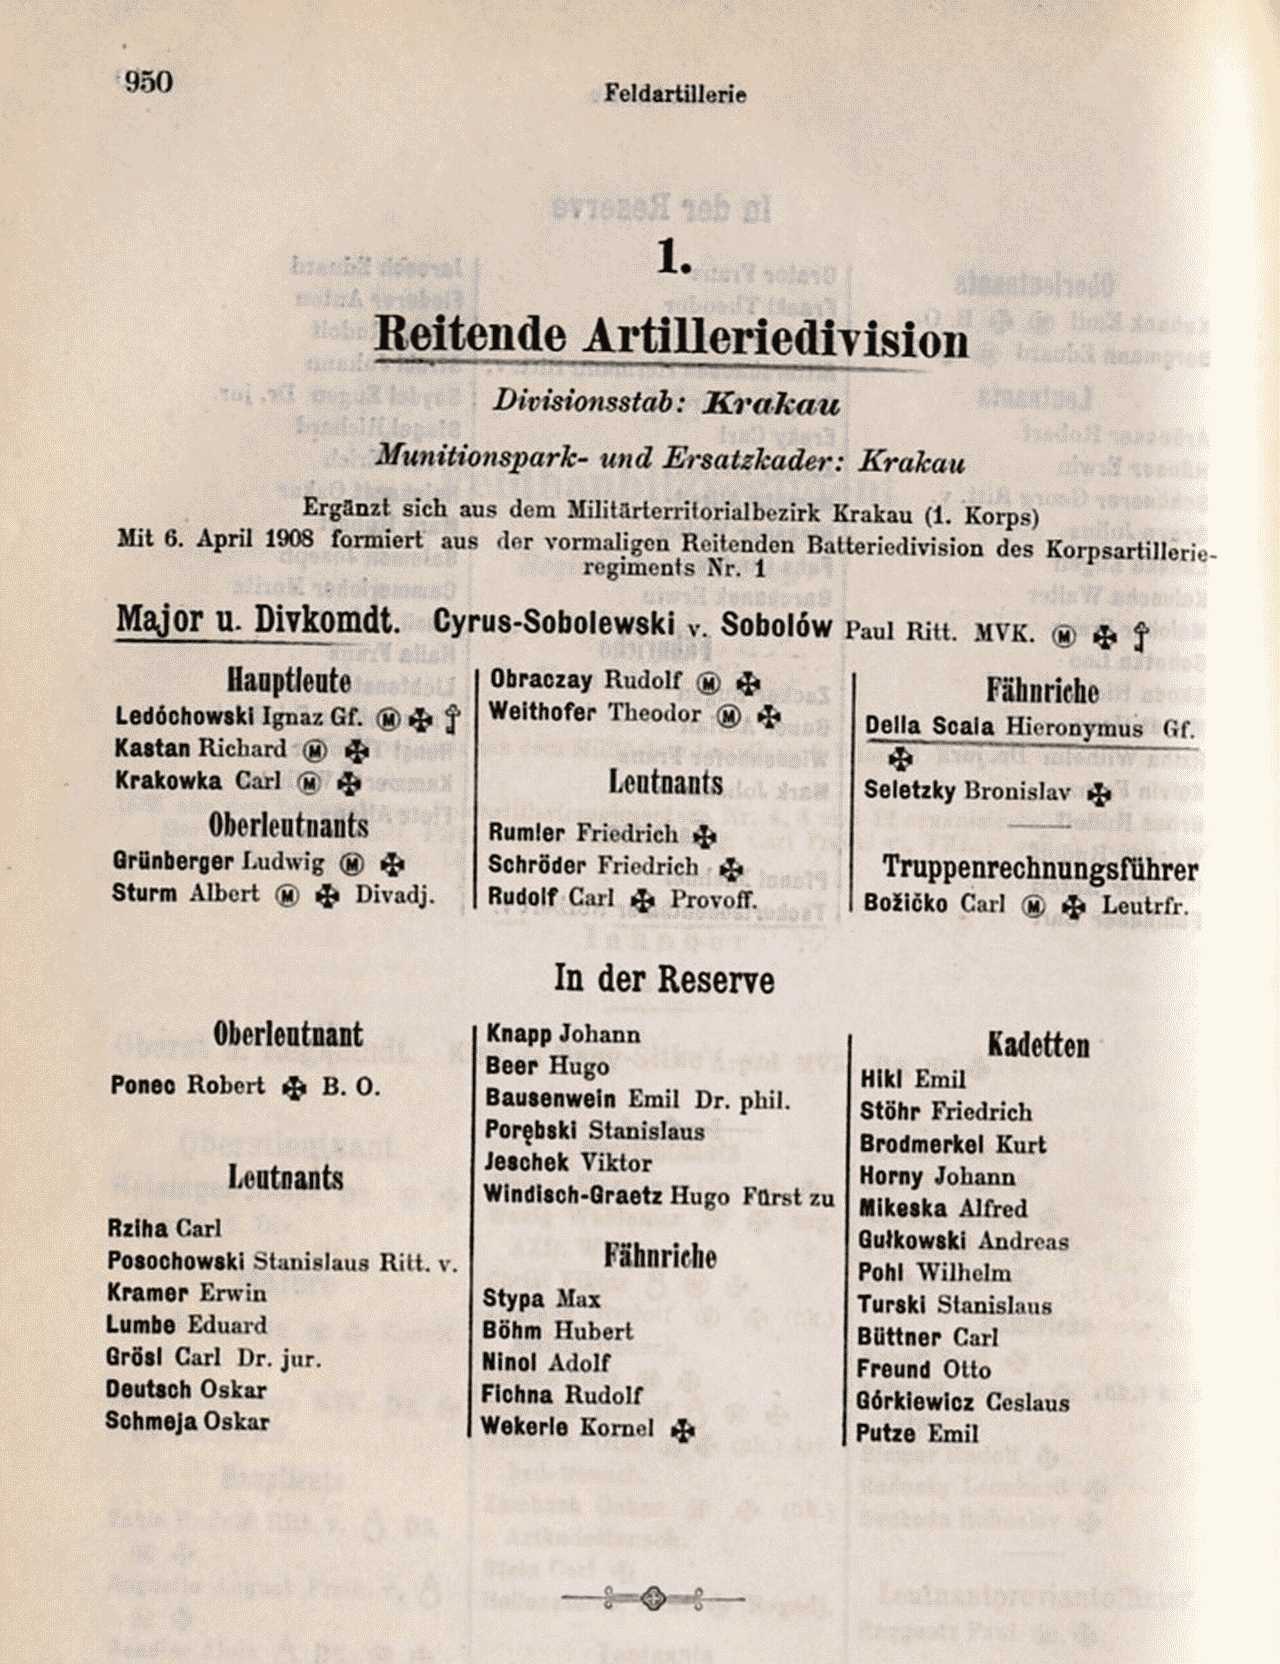 950
Feldartillerie
1.
Reitende Artilleriedivision
Divisionsstab: Krakau
Munitionspark- und Ersatzkader: Krakau
Ergänzt sich aus dem Militärterritorialbezirk Krakau (1. Korps)
Mit 6. April 1908 formiert aus der vormaligen Reitenden Batteriedivision des Korpsartillerie-
regiments Nr. 1
Major u. Divkomdt. Cyrus-Sobolewski v. Sobolów Paul Ritt. MVK. Ⓜ ✠
Hauptleute
Ledóchowski Ignaz Gf. Ⓜ ✠
Kastan Richard Ⓜ ✠
Krakowka Carl Ⓜ ✠
Oberleutnants
Grünberger Ludwig Ⓜ ✠
Sturm Albert Ⓜ ✠ Divadj.
Obraczay Rudolf Ⓜ ✠
Weithofer Theodor Ⓜ ✠
Leutnants
Rumler Friedrich ✠
Schröder Friedrich ✠
Rudolf Carl ✠ Provoff.
Fähnriche
Della Scala Hieronymus Gf.
✠
Seletzky Bronislav ✠
Truppenrechnungsführer
Božičko Carl Ⓜ ✠ Leutrfr.
In der Reserve
Oberleutnant
Ponec Robert ✠ B. O.
Leutnants
Rziha Carl
Posochowski Stanislaus Ritt. v.
Kramer Erwin
Lumbe Eduard
Grösl Carl Dr. jur.
Deutsch Oskar
Schmeja Oskar
Knapp Johann
Beer Hugo
Bausenwein Emil Dr. phil.
Porębski Stanislaus
Jeschek Viktor
Windisch-Graetz Hugo Fürst zu
Fähnriche
Stypa Max
Böhm Hubert
Ninol Adolf
Fichna Rudolf
Wekerle Kornel ✠
Kadetten
Hikl Emil
Stöhr Friedrich
Brodmerkel Kurt
Horny Johann
Mikeska Alfred
Gułkowski Andreas
Pohl Wilhelm
Turski Stanislaus
Büttner Carl
Freund Otto
Górkiewicz Ceslaus
Putze Emil